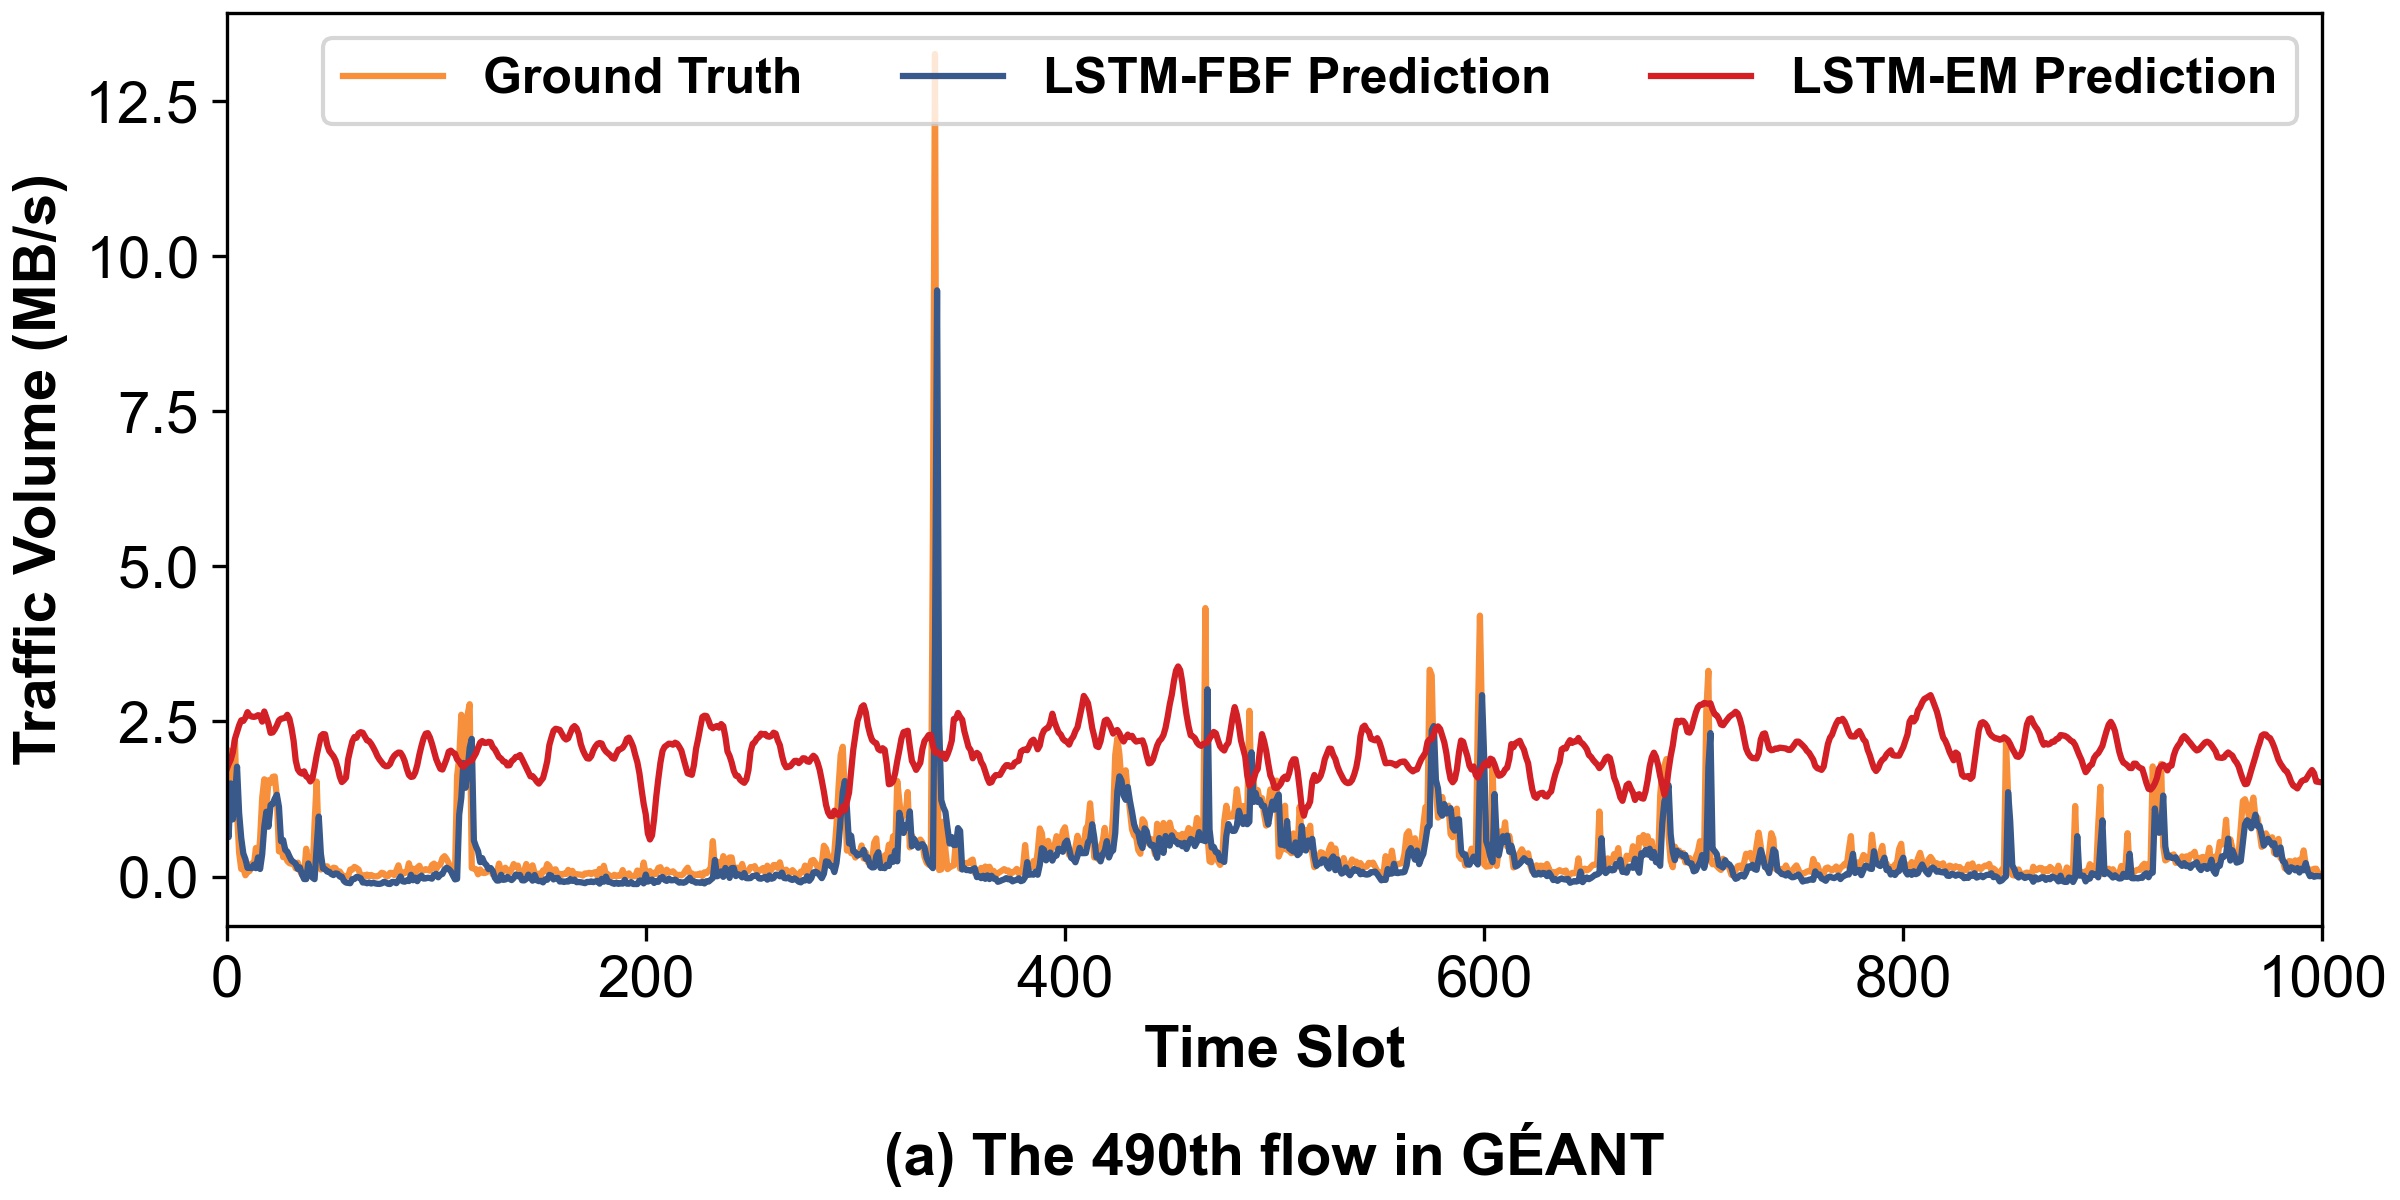 Ground Truth LSTM-FBF Prediction LSTM-EM Prediction
Traffic Volume (MB/s)
12.5
10.0
7.5
5.0
2.5
0.0
0 200 400 600 800 1000
Time Slot
(a) The 490th flow in GÉANT